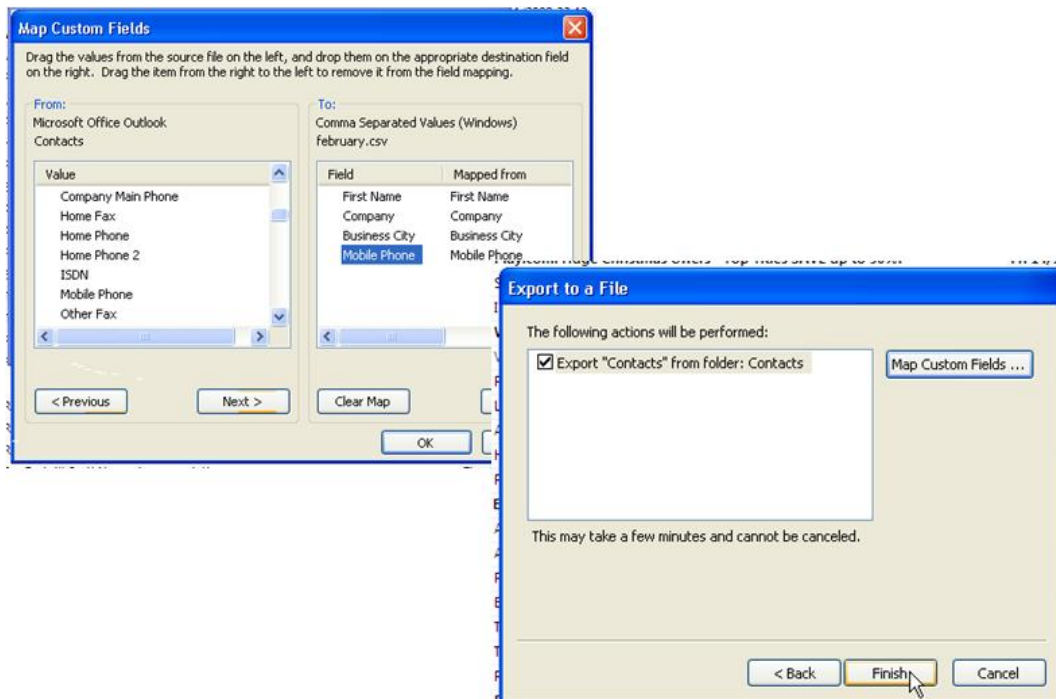 Map Custom Fields
Drag the values from the source file on the left, and drop them on the appropriate destination field
on the right. Drag the item from the right to the left to remove it from the field mapping.
From:
Microsoft Office Outlook
Contacts
Value
Company Main Phone
Home Fax
Home Phone
Home Phone 2
ISDN
Mobile Phone
Other Fax
< Previous
Next >
To:
Comma Separated Values (Windows)
february.csv
Field Mapped from
First Name First Name
Company Company
Business City Business City
Mobile Phone Mobile Phone
Clear Map
OK
Export to a File
The following actions will be performed:
Export "Contacts" from folder: Contacts
Map Custom Fields ...
This may take a few minutes and cannot be canceled.
< Back
Finish
Cancel